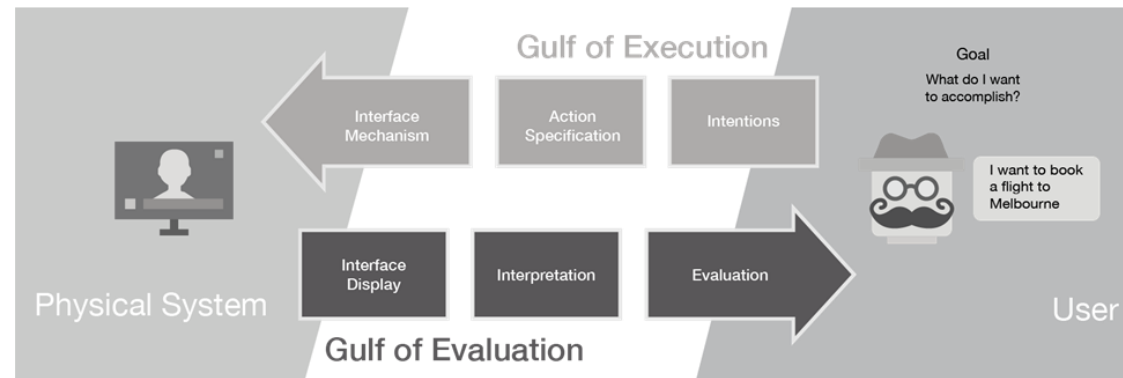 Gulf of Execution
Goal
What do I want
to accomplish?
Interface
Mechanism
Action
Specification
Intentions
I want to book
a flight to
Melbourne
Interface
Display
Interpretation
Evaluation
Physical System
User
Gulf of Evaluation